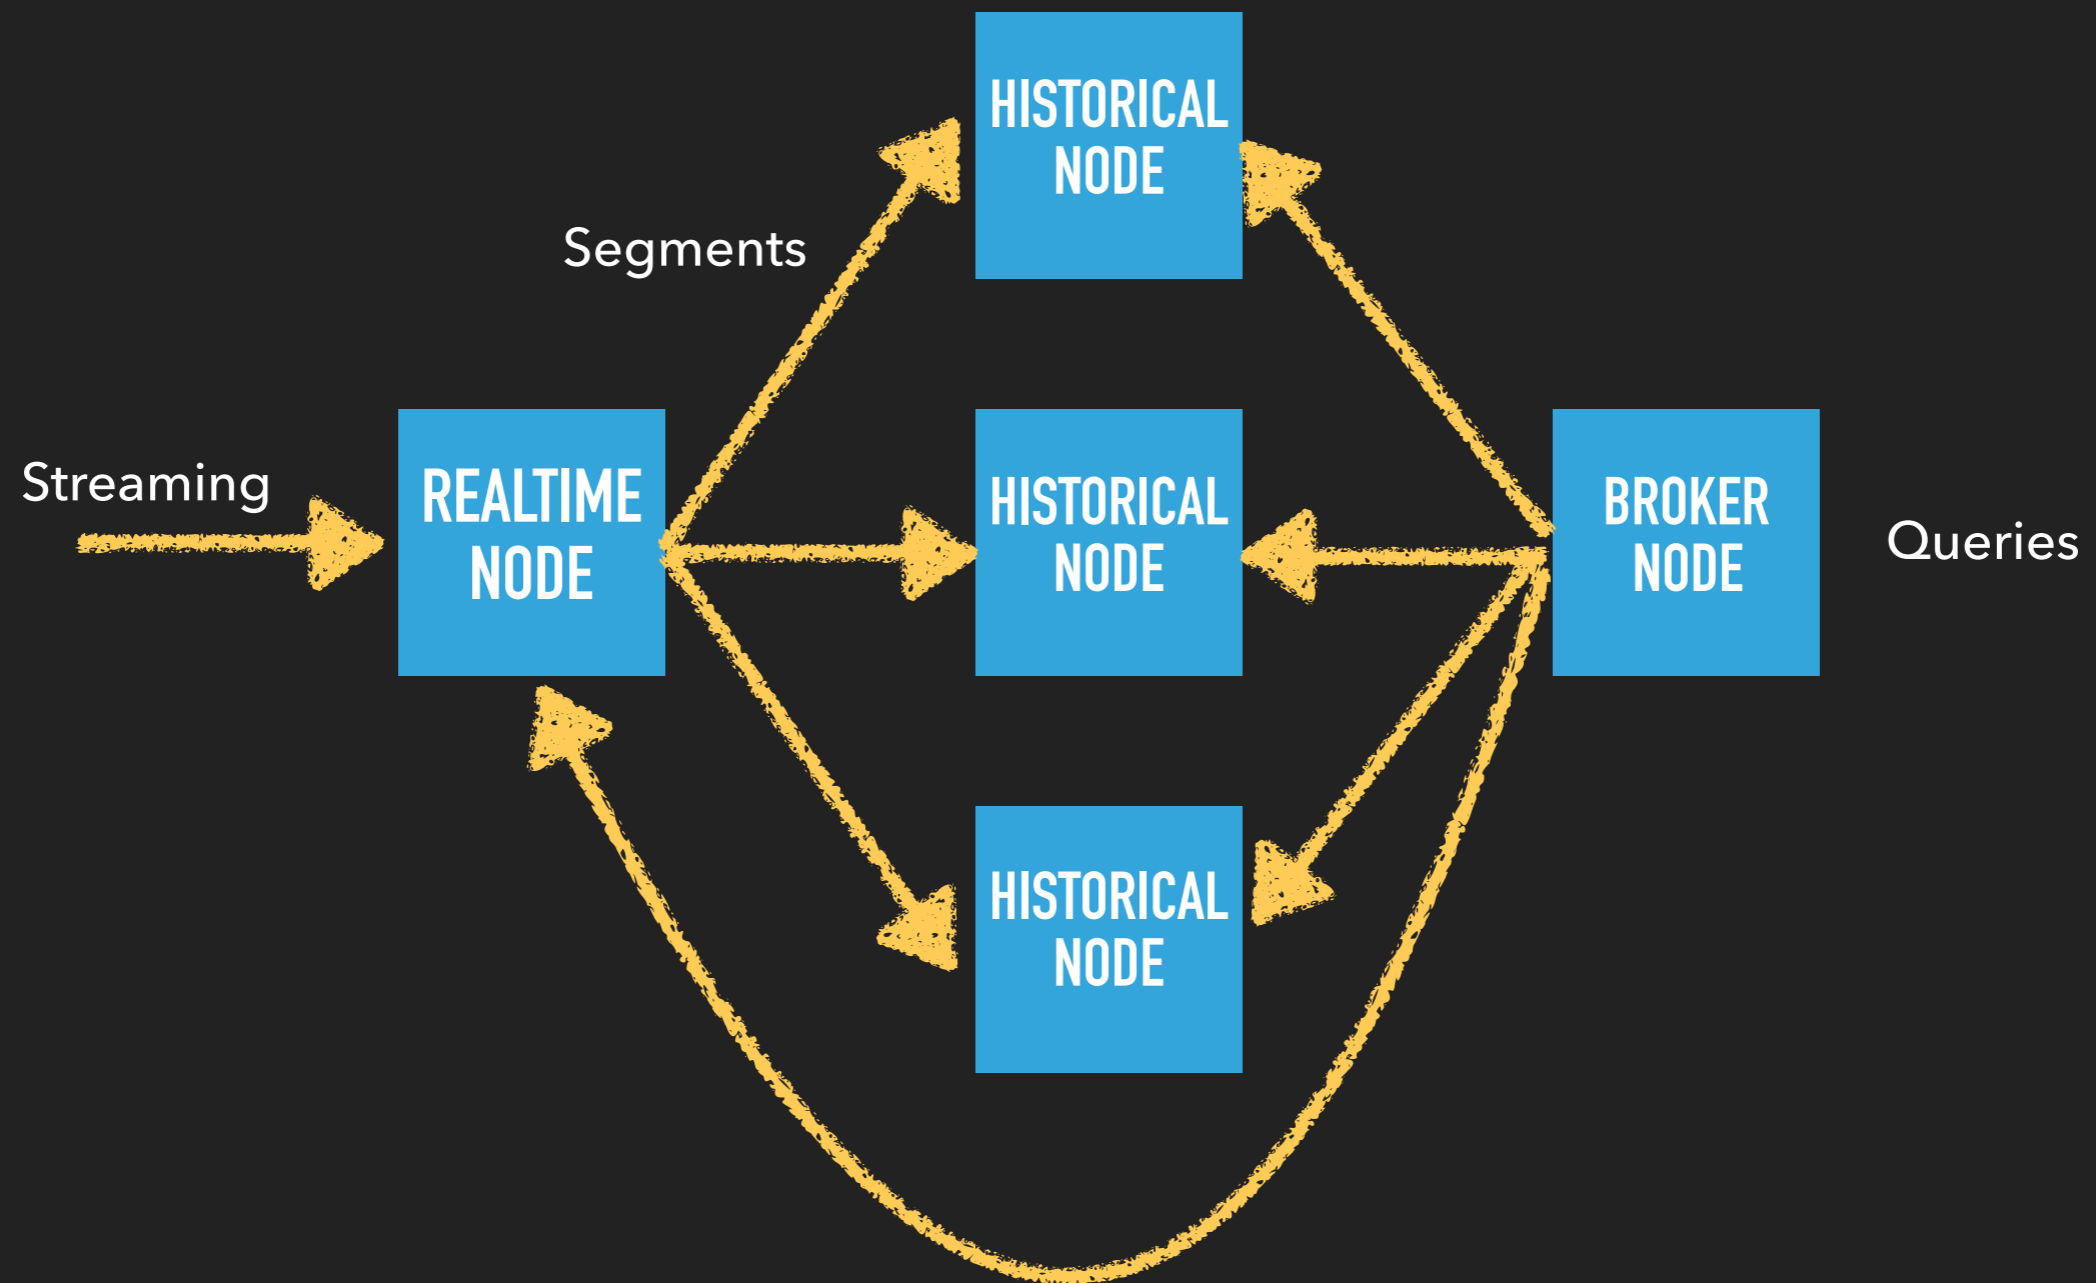 HISTORICAL
NODE
Segments
Streaming
REALTIME
NODE
HISTORICAL
NODE
BROKER
NODE
Queries
HISTORICAL
NODE